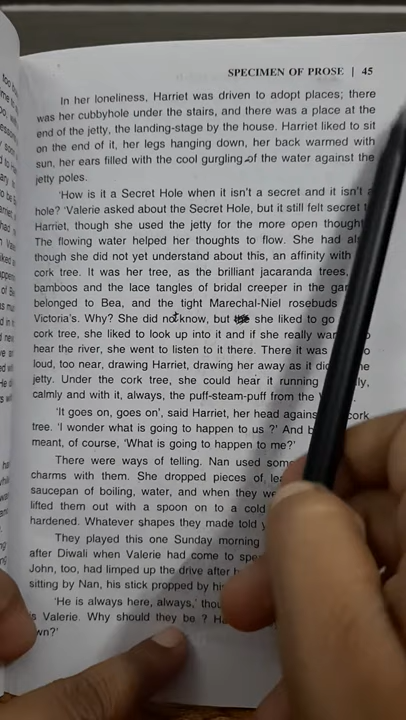 SPECIMEN OF PROSE | 45
In her loneliness, Harriet was driven to adopt places; there
was her cubbyhole under the stairs, and there was a place at the
end of the jetty, the landing-stage by the house. Harriet liked to sit
on the end of it, her legs hanging down, her back warmed with
sun, her ears filled with the cool gurgling of the water against the
jetty poles.
'How is it a Secret Hole when it isn't a secret and it isn't a
hole? 'Valerie asked about the Secret Hole, but it still felt secret
Harriet, though she used the jetty for the more open
The flowing water helped her thoughts to flow. She had
though she did not yet understand about this, an affinity with
cork tree. It was her tree, as the brilliant jacaranda trees,
bamboos and the lace tangles of bridal creeper in the
belonged to Bea, and the tight Marechal-Niel rosebuds
Victoria's. Why? She did not know, but she liked to go
cork tree, she liked to look up into it and if she really
hear the river, she went to listen to it there. There it was
loud, too near, drawing Harriet, drawing her away as it
jetty. Under the cork tree, she could hear it running
calmly and with it, always, the puff-steam-puff from the
'It goes on, goes on', said Harriet, her head cork
tree. 'I wonder what is going to happen to us ?' And
meant, of course, 'What is going to happen to me?'
There were ways of telling. Nan used
charms with them. She dropped pieces of
saucepan of boiling, water, and when they
lifted them out with a spoon on to a cold
hardened. Whatever shapes they made told
They played this one Sunday morning
after Diwali when Valerie had come to
John, too, had limped up the drive after
sitting by Nan, his stick propped by
'He is always here, always,'
Valerie. Why should they be ?